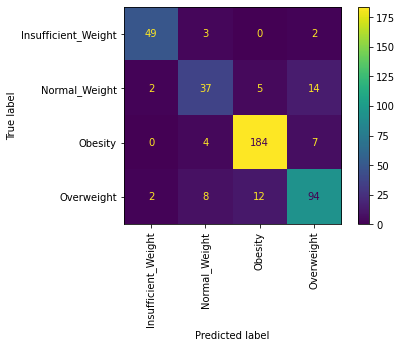 True label
Insufficient_Weight 49 3 0 2
Normal_Weight 2 37 5 14
Obesity 0 4 184 7
Overweight 2 8 12 94
Insufficient_Weight
Normal_Weight
Obesity
Overweight
Predicted label
175
150
125
100
75
50
25
0